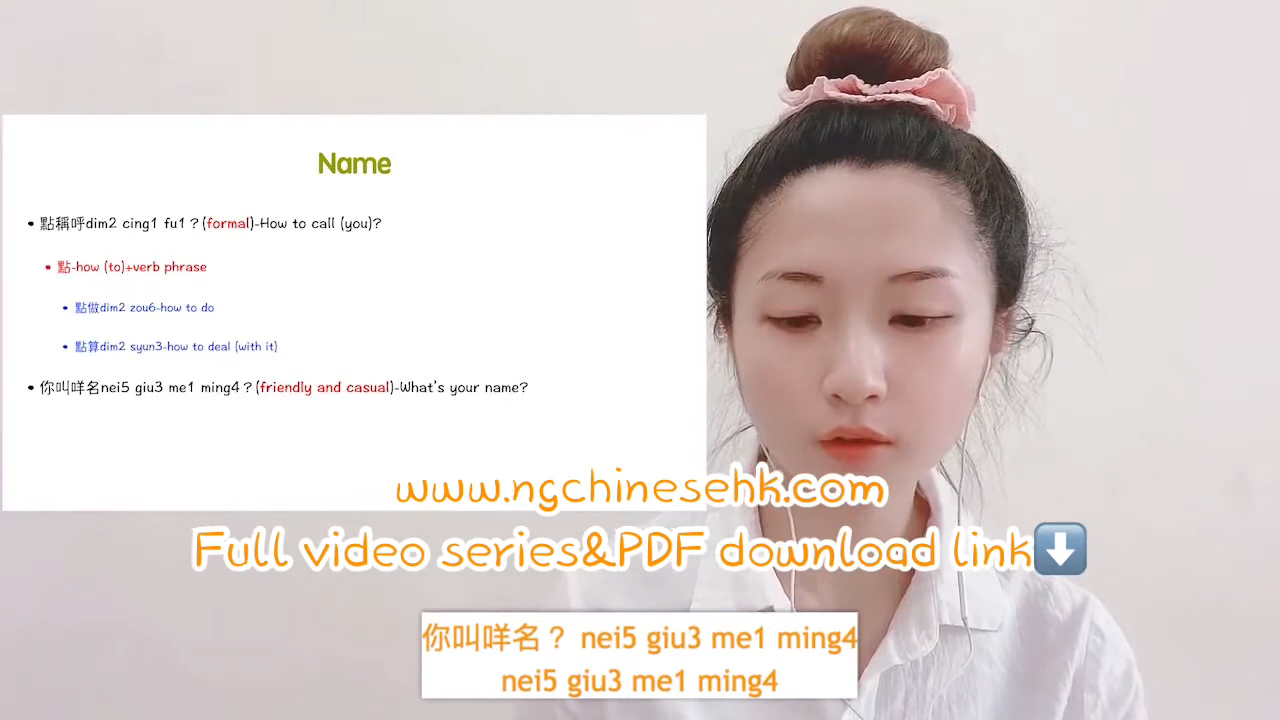 Name
• 點稱呼dim2 cing1 fu1？(formal)-How to call (you)?
• 點-how (to)+verb phrase
• 點做dim2 zou6-how to do
• 點算dim2 syun3-how to deal (with it)
• 你叫咩名nei5 giu3 me1 ming4？(friendly and casual)-What's your name?
www.ngchinesehk.com
Full video series&PDF download link⬇️
你叫咩名？ nei5 giu3 me1 ming4
nei5 giu3 me1 ming4